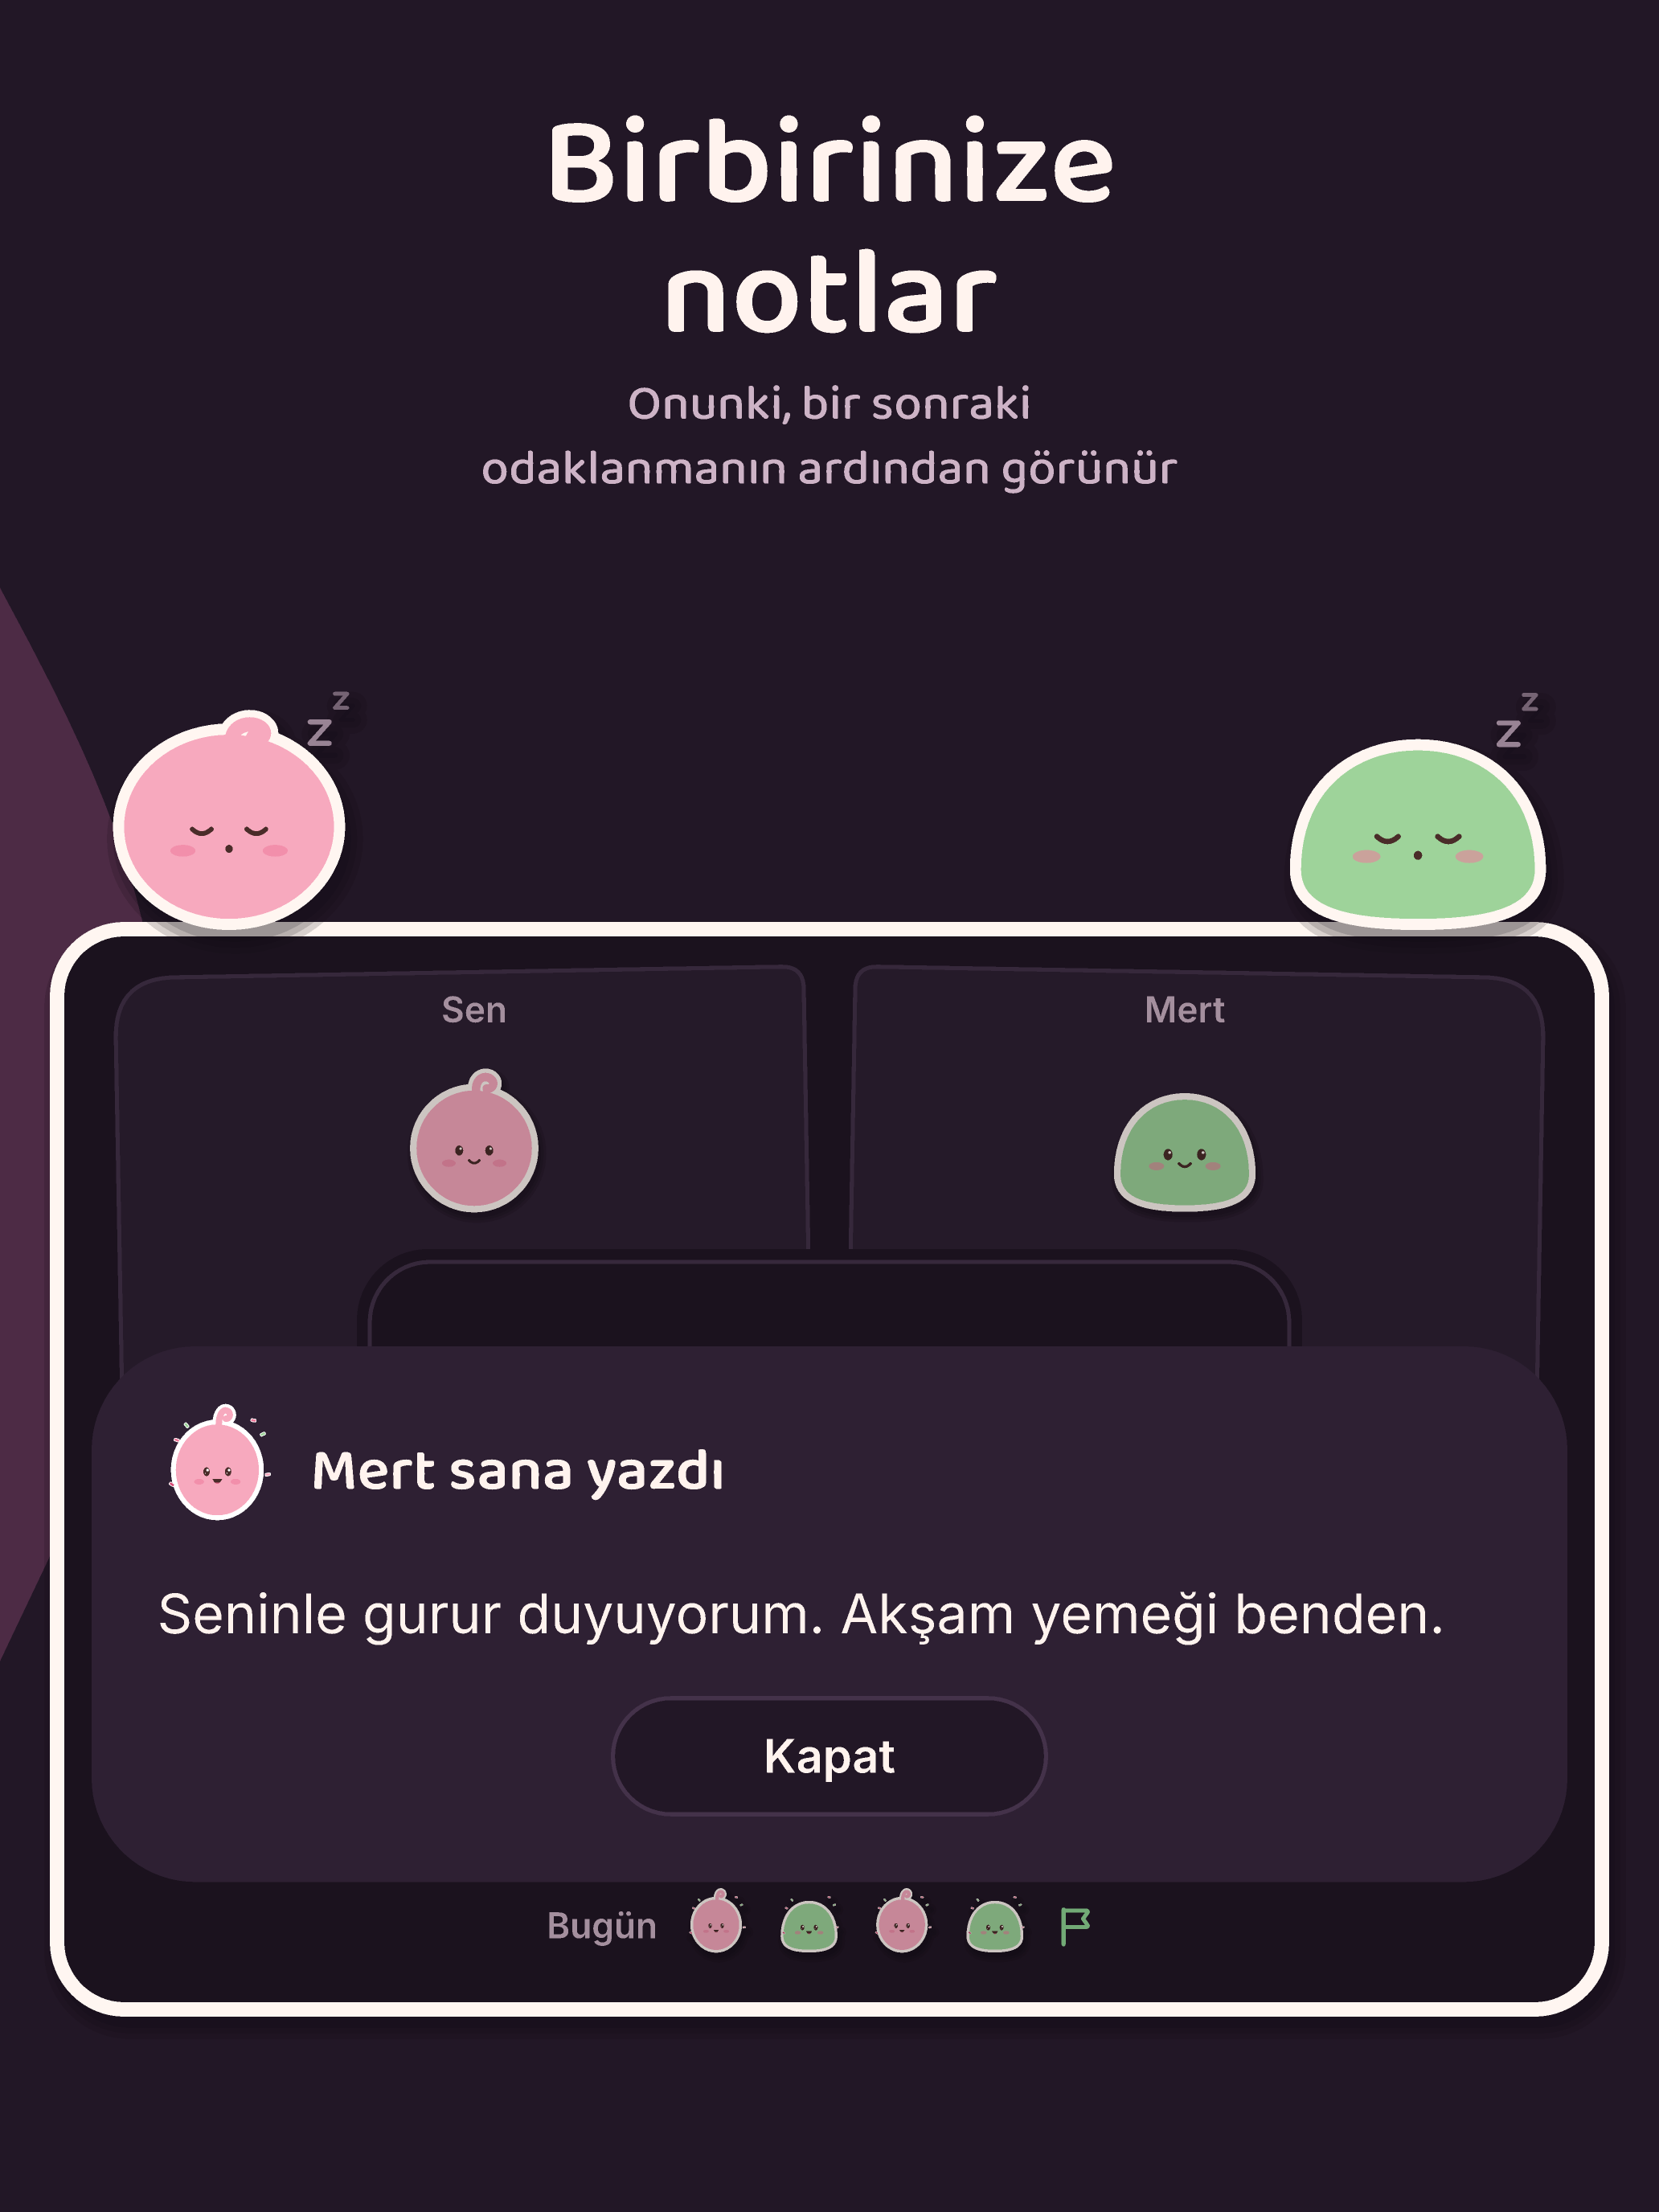 Birbirinize
notlar
Onunki, bir sonraki
odaklanmanın ardından görünür
z
z
z
z
Sen
Mert
Mert sana yazdı
Seninle gurur duyuyorum. Akşam yemeği benden.
Kapat
Bugün